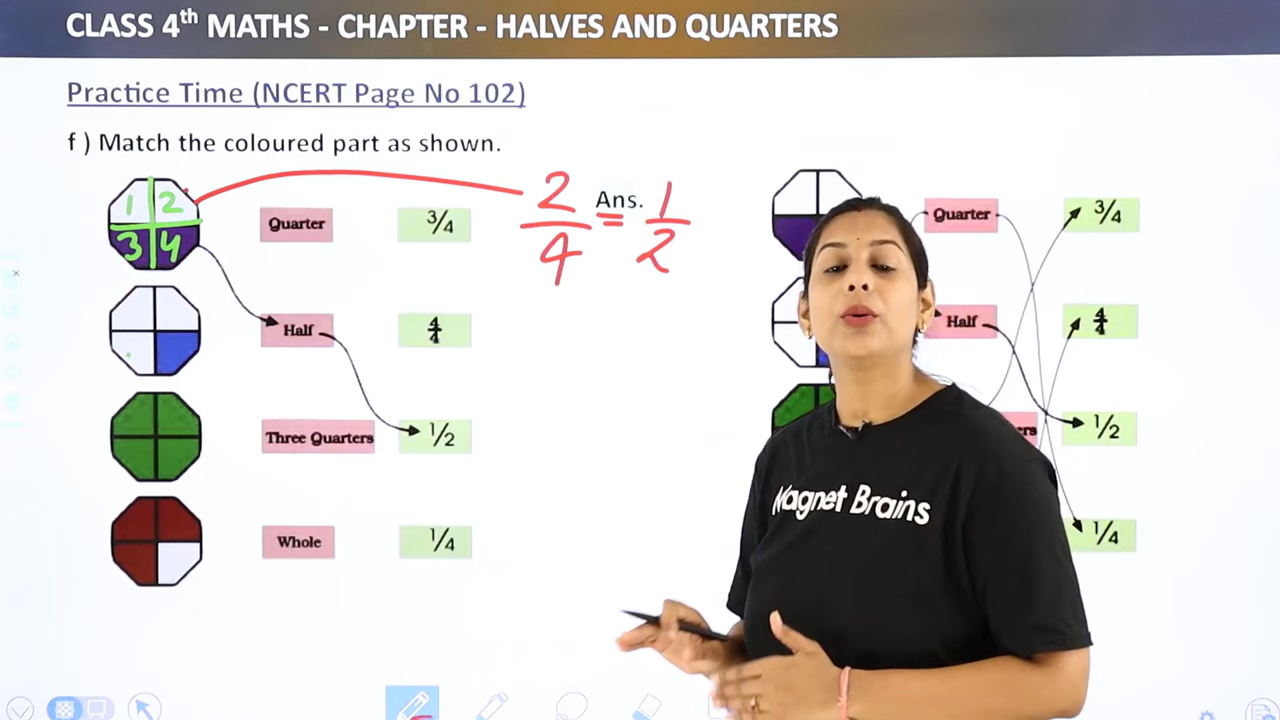 CLASS 4th MATHS - CHAPTER - HALVES AND QUARTERS
Practice Time (NCERT Page No 102)
f ) Match the coloured part as shown.
1 2
3 4
Quarter
3/4
2/4 = 1/2
Ans.
Quarter
3/4
Half
4/4
Half
4/4
Three Quarters
1/2
ers
1/2
Whole
1/4
1/4
Magnet Brains